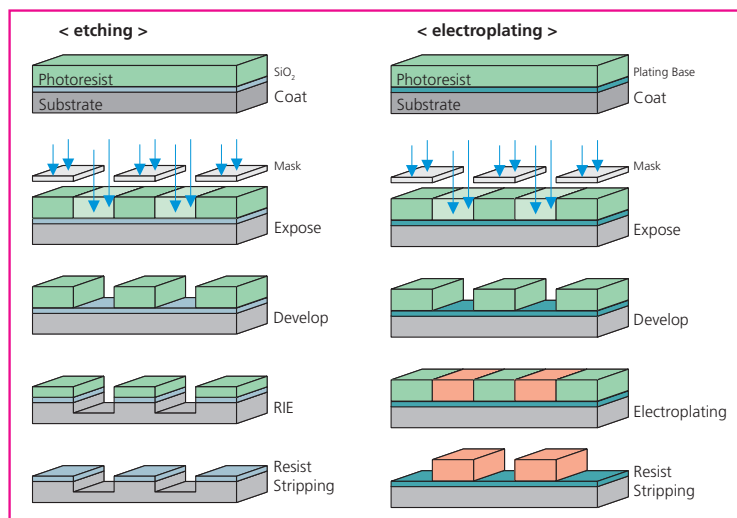 < etching >
Photoresist
SiO₂
Substrate
Coat
Mask
Expose
Develop
RIE
Resist
Stripping
< electroplating >
Photoresist
Plating Base
Substrate
Coat
Mask
Expose
Develop
Electroplating
Resist
Stripping